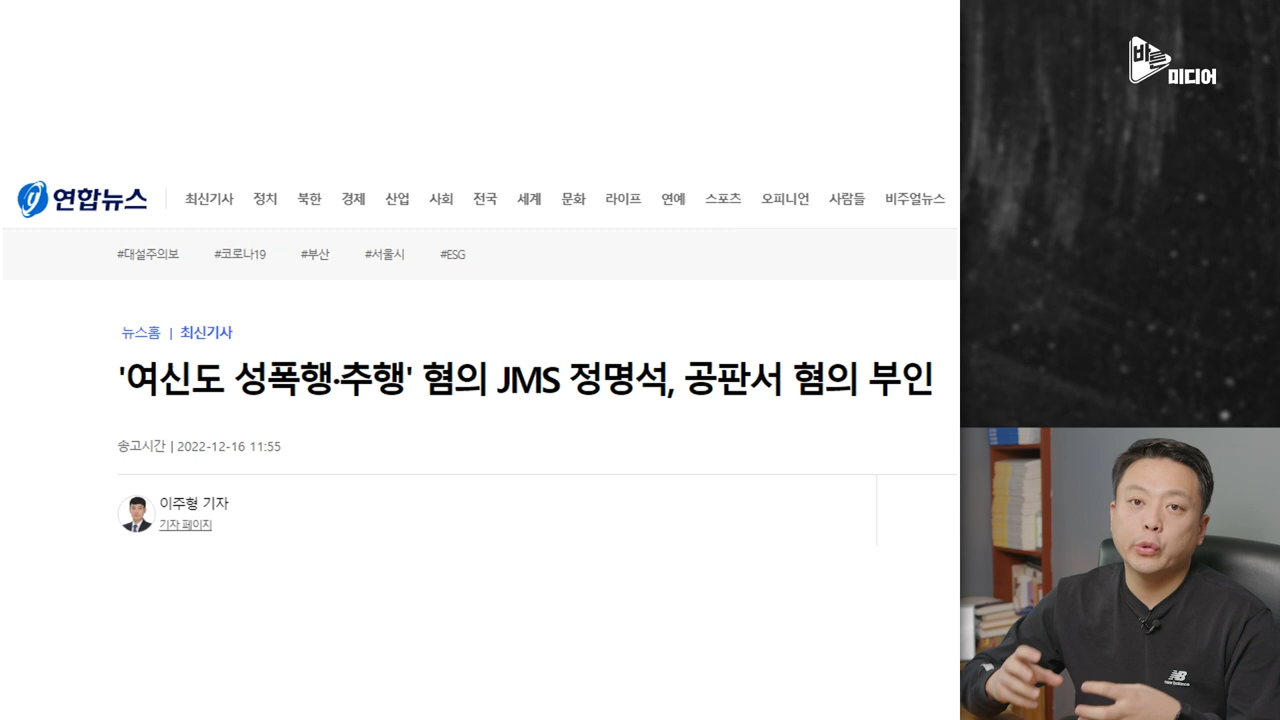 바른
미디어
연합뉴스 최신기사 정치 북한 경제 산업 사회 전국 세계 문화 라이프 연예 스포츠 오피니언 사람들 비주얼뉴스
#대설주의보 #코로나19 #부산 #서울시 #ESG
뉴스홈 | 최신기사
'여신도 성폭행·추행' 혐의 JMS 정명석, 공판서 혐의 부인
송고시간 | 2022-12-16 11:55
이주형 기자
기자 페이지
NB
new balance